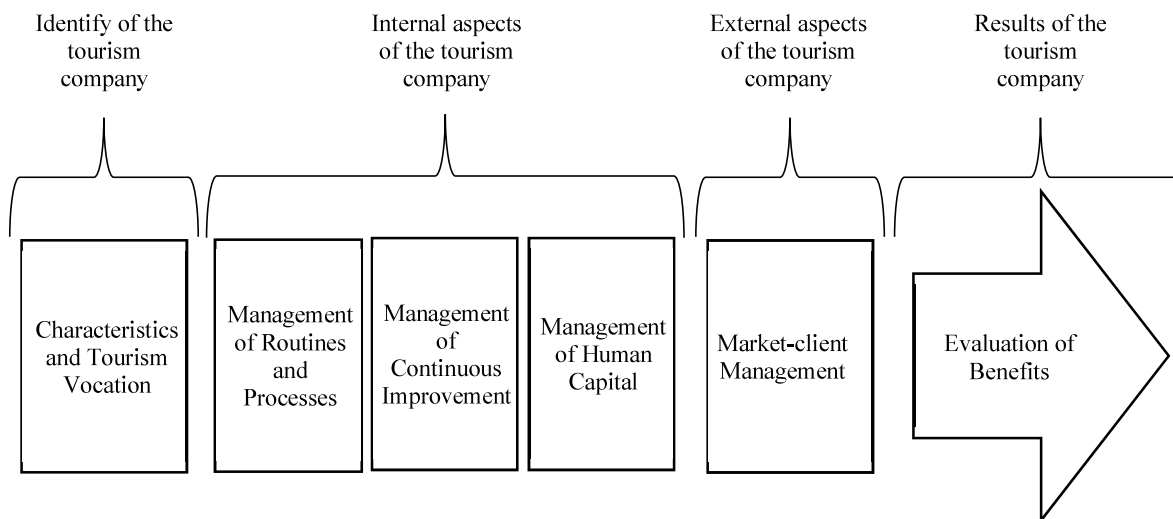 Identify of the
tourism
company
Internal aspects
of the tourism
company
External aspects
of the tourism
company
Results of the
tourism
company
Characteristics
and Tourism
Vocation
Management
of Routines
and
Processes
Management
of
Continuous
Improvement
Management
of Human
Capital
Market-client
Management
Evaluation of
Benefits